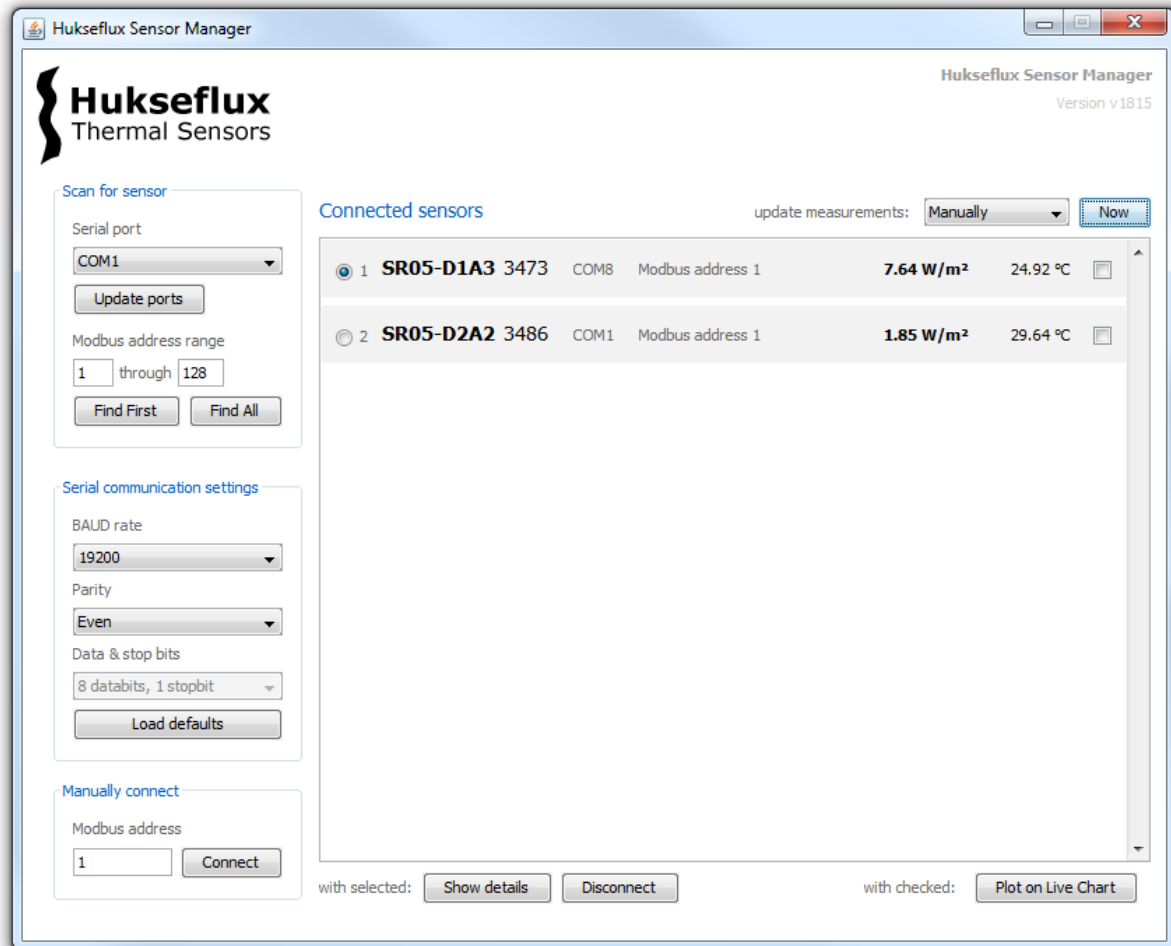 Hukseflux Sensor Manager
Hukseflux Sensor Manager
Version v1815
Hukseflux
Thermal Sensors
Scan for sensor
Serial port
COM1
Update ports
Modbus address range
1 through 128
Find First Find All
Serial communication settings
BAUD rate
19200
Parity
Even
Data & stop bits
8 databits, 1 stopbit
Load defaults
Manually connect
Modbus address
1 Connect
Connected sensors update measurements: Manually Now
1 SR05-D1A3 3473 COM8 Modbus address 1 7.64 W/m² 24.92 ºC
2 SR05-D2A2 3486 COM1 Modbus address 1 1.85 W/m² 29.64 ºC
with selected: Show details Disconnect with checked: Plot on Live Chart